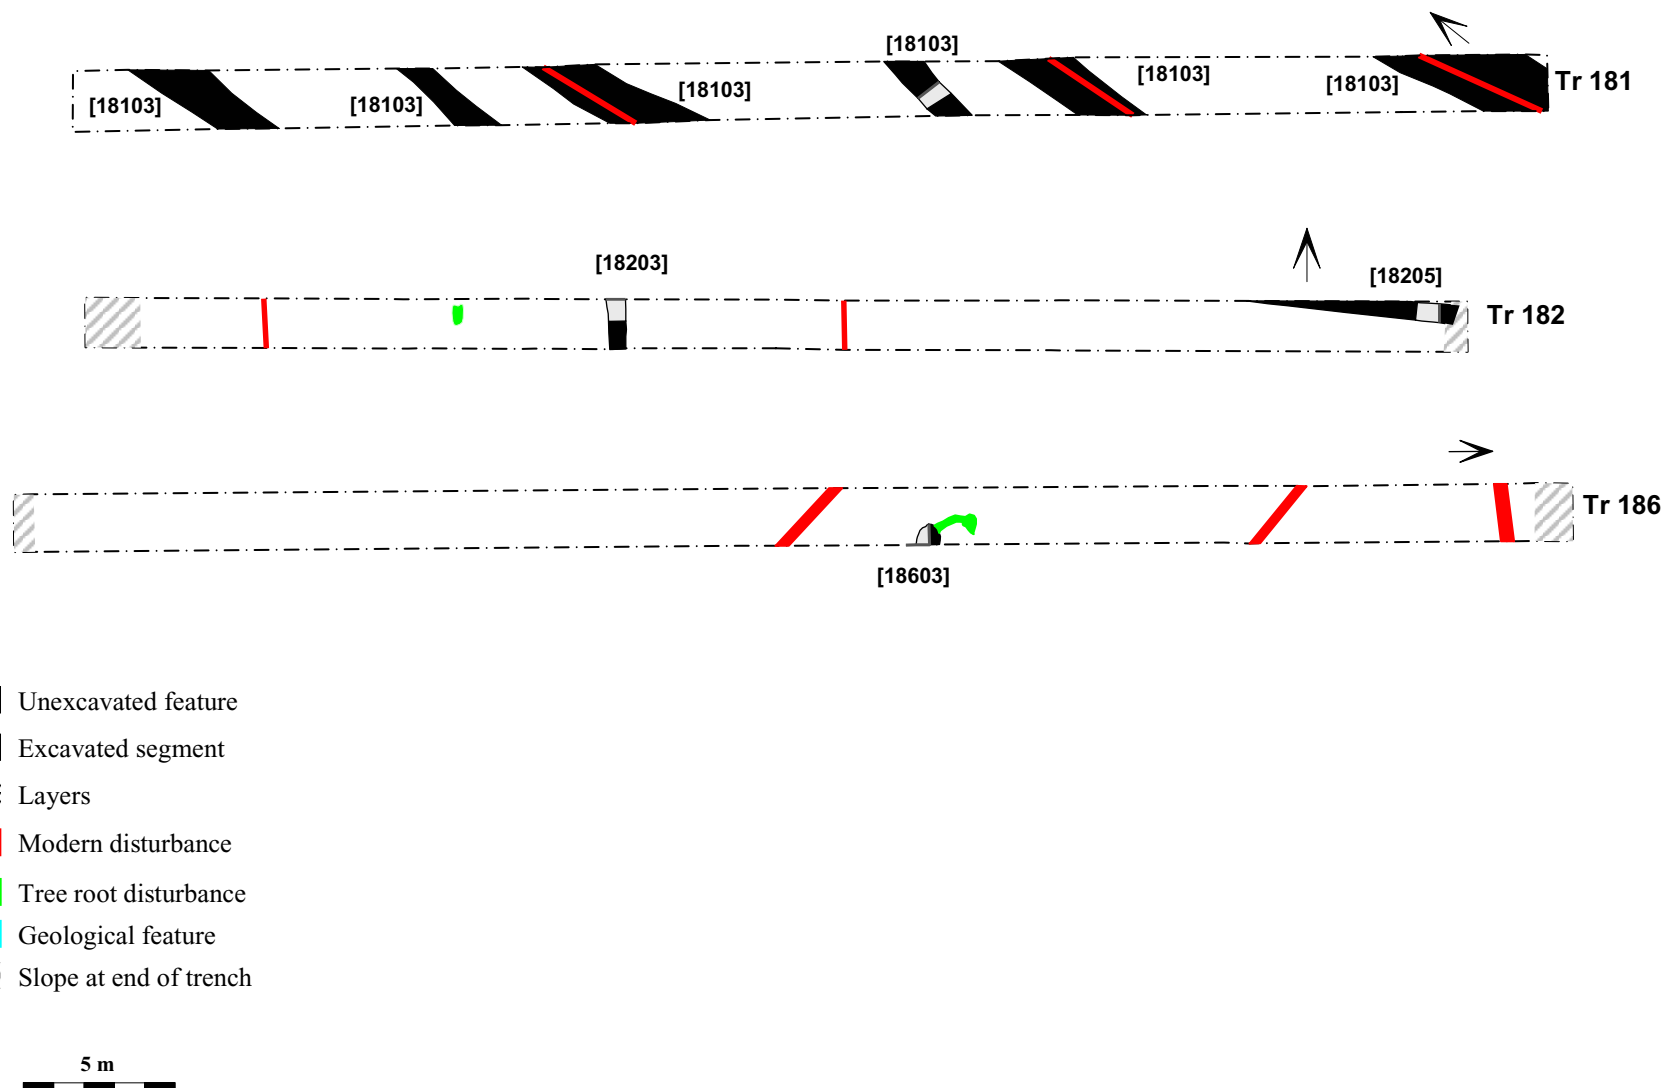 [18103]
[18103]
[18103]
[18103]
[18103]
[18103]
Tr 181
[18203]
[18205]
Tr 182
Tr 186
[18603]
Unexcavated feature
Excavated segment
Layers
Modern disturbance
Tree root disturbance
Geological feature
Slope at end of trench
5 m